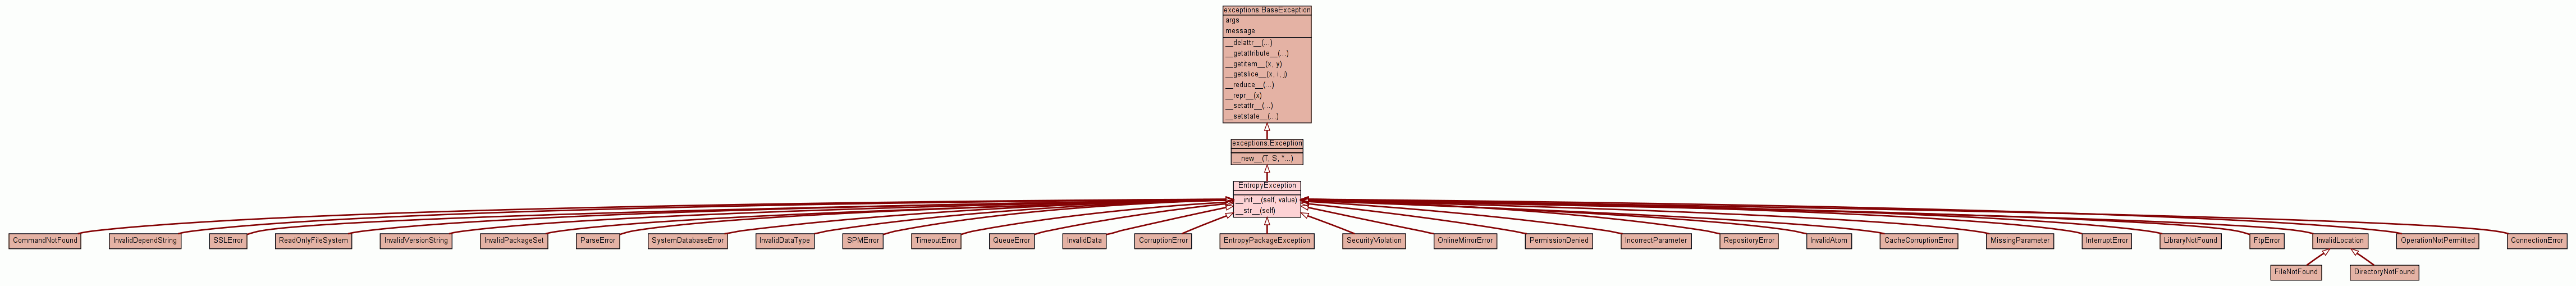 exceptions.BaseException
args
message
__delattr__(...)
__getattribute__(...)
__getitem__(x, y)
__getslice__(x, i, j)
__reduce__(...)
__repr__(x)
__setattr__(...)
__setstate__(...)
exceptions.Exception
__new__(T, S, *...)
EntropyException
__init__(self, value)
__str__(self)
CommandNotFound
InvalidDependString
SSLError
ReadOnlyFileSystem
InvalidVersionString
InvalidPackageSet
ParseError
SystemDatabaseError
InvalidDataType
SPMError
TimeoutError
QueueError
InvalidData
CorruptionError
EntropyPackageException
SecurityViolation
OnlineMirrorError
PermissionDenied
IncorrectParameter
RepositoryError
InvalidAtom
CacheCorruptionError
MissingParameter
InterruptError
LibraryNotFound
FtpError
InvalidLocation
OperationNotPermitted
ConnectionError
FileNotFound
DirectoryNotFound